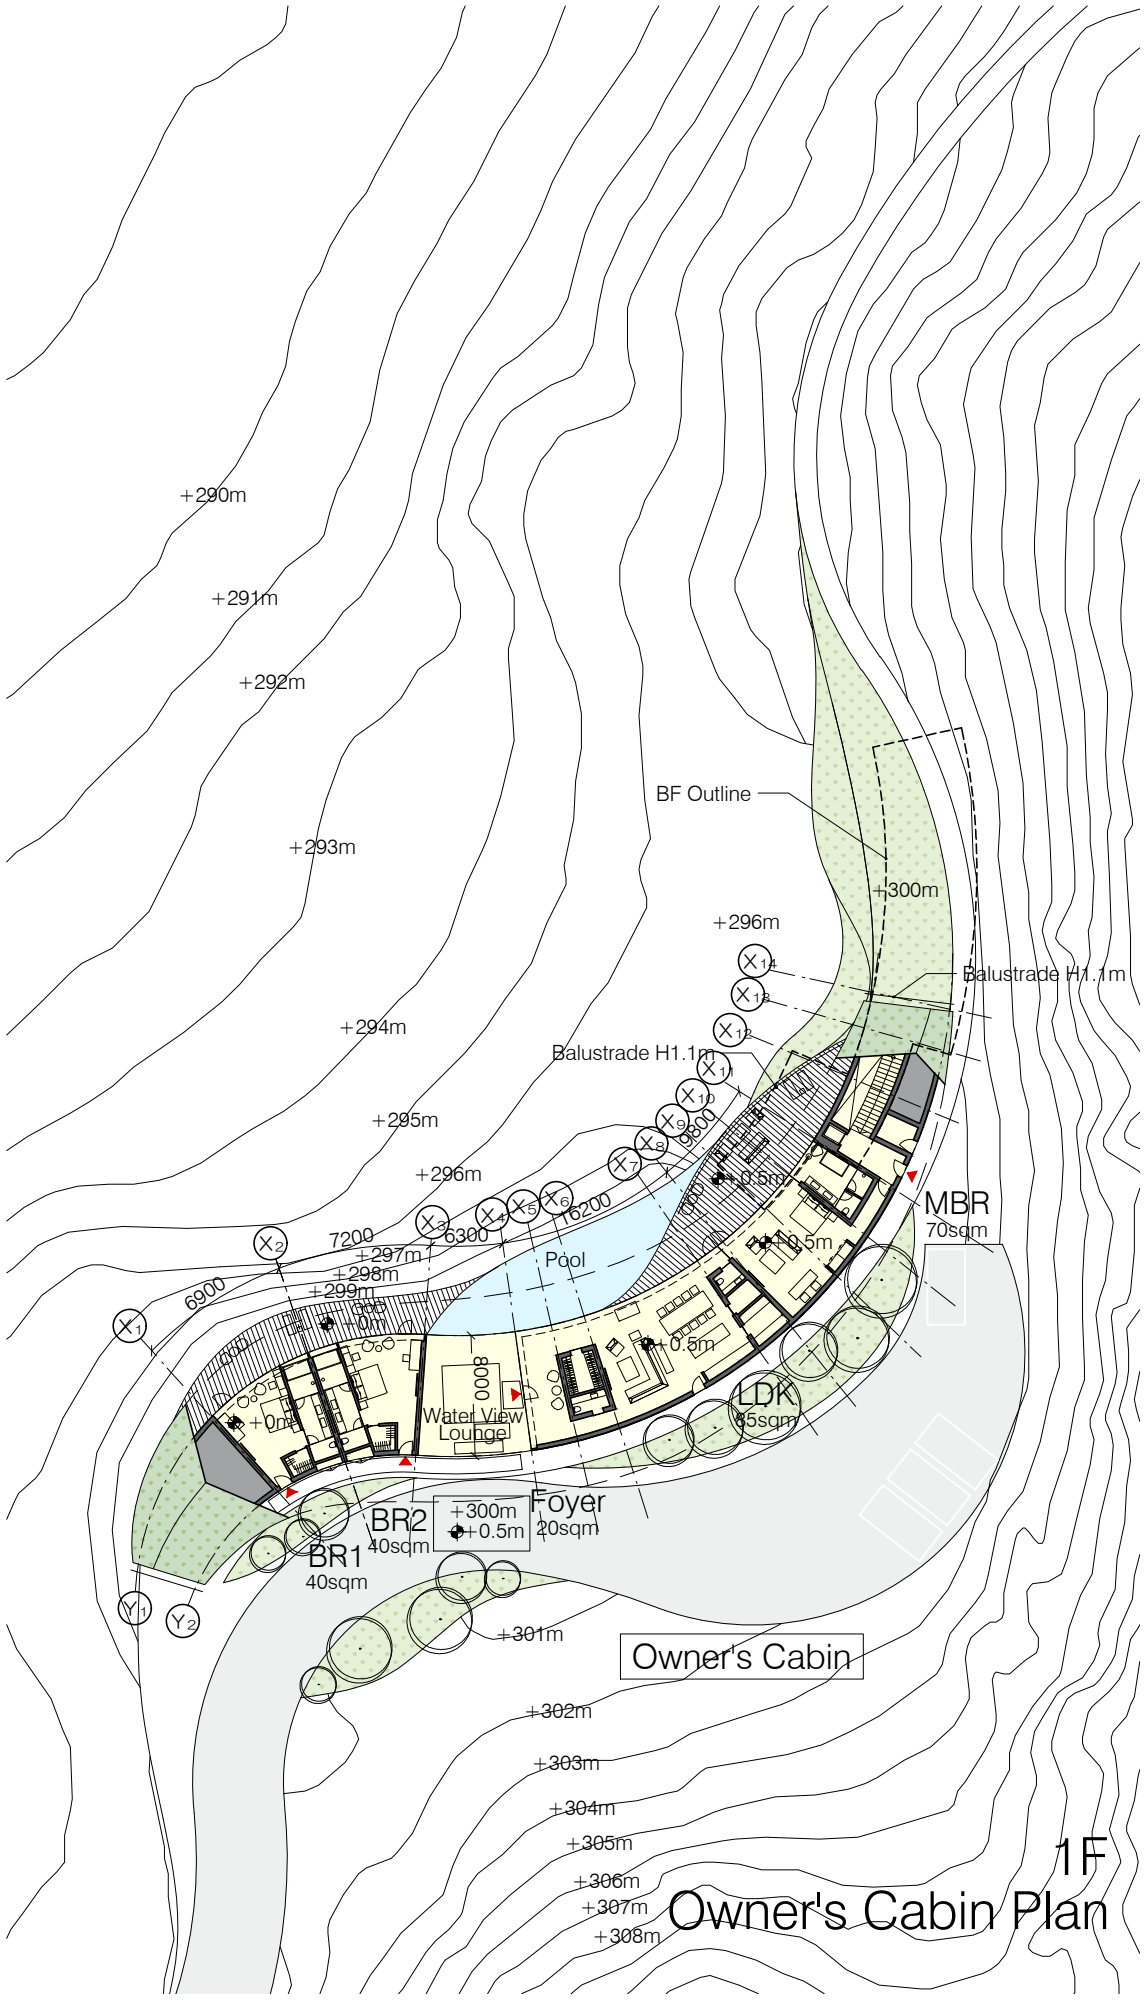 +290m
+291m
+292m
BF Outline
+293m
+300m
+296m
X14
Balustrade H1.1m
X13
+294m
X12
Balustrade H1.1m
X11
X10
+295m
X9
9800
X8
X7
+296m
+0.5m
MBR
70sqm
X6
X5
X4
16200
X3
6300
7200
X2
+297m
+0.5m
Pool
+298m
+299m
6900
+0m
X1
+0.5m
8000
LDK
85sqm
+0m
Water View
Lounge
Foyer
20sqm
+300m
+0.5m
BR2
40sqm
BR1
40sqm
Y1
Y2
+301m
Owner's Cabin
+302m
+303m
+304m
+305m
+306m
+307m
+308m
1F
Owner's Cabin Plan